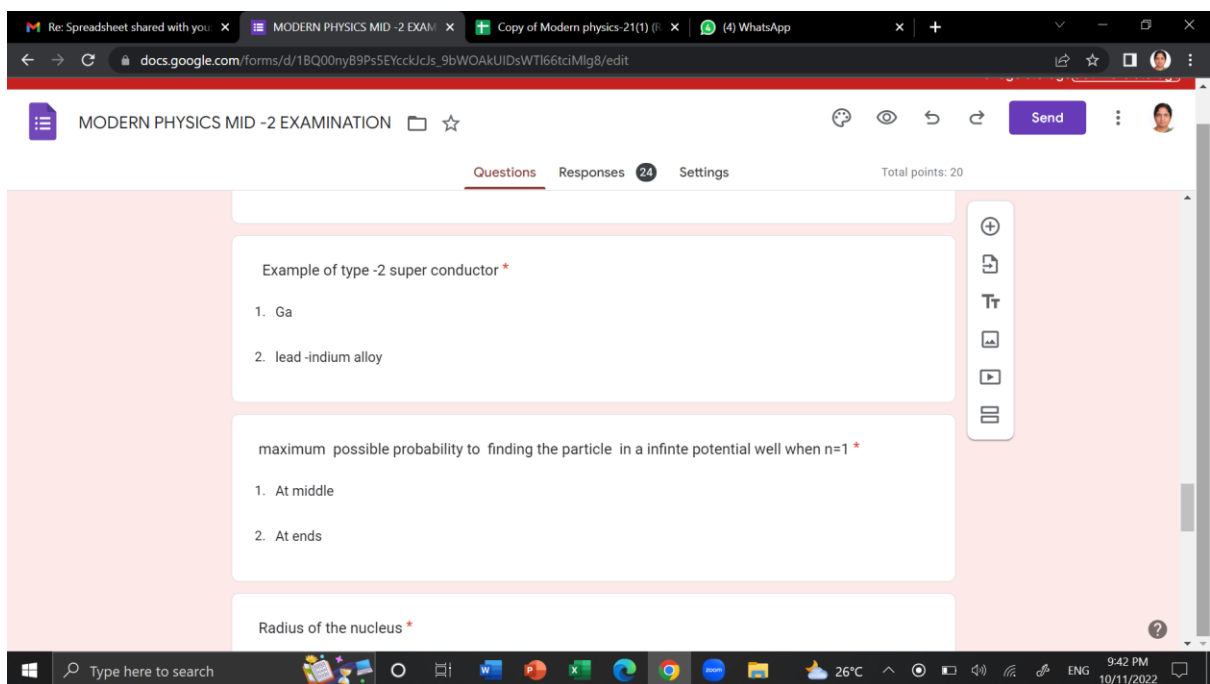 Re: Spreadsheet shared with you:
MODERN PHYSICS MID -2 EXAM
Copy of Modern physics-21(1) (R
(4) WhatsApp
docs.google.com/forms/d/1BQ00nyB9Ps5EYcckJcJs_9bWOAkUIDsWTl66tciMlg8/edit
MODERN PHYSICS MID -2 EXAMINATION
Send
Questions Responses 24 Settings
Total points: 20
Example of type -2 super conductor *
1. Ga
2. lead -indium alloy
maximum possible probability to finding the particle in a infinte potential well when n=1 *
1. At middle
2. At ends
Radius of the nucleus *
Type here to search
26°C
ENG
9:42 PM
10/11/2022